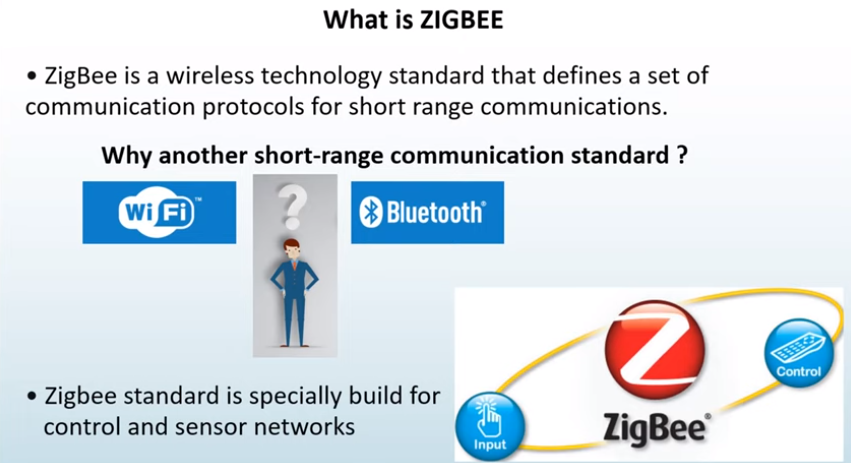 What is ZIGBEE
• ZigBee is a wireless technology standard that defines a set of
communication protocols for short range communications.
Why another short-range communication standard ?
Wi Fi™
?
Bluetooth®
• Zigbee standard is specially build for
control and sensor networks
Control
ZigBee®
Input